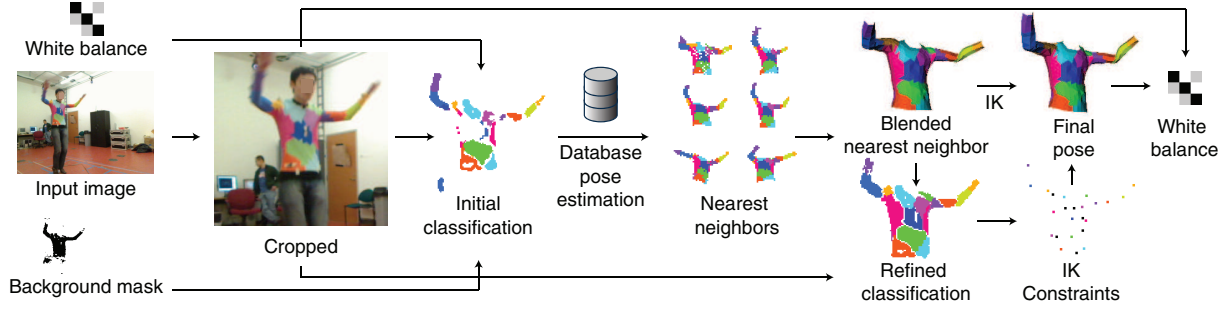 White balance
Input image
Background mask
Cropped
Initial
classification
Database
pose
estimation
Nearest
neighbors
Blended
nearest neighbor
IK
Final
pose
White
balance
Refined
classification
IK
Constraints